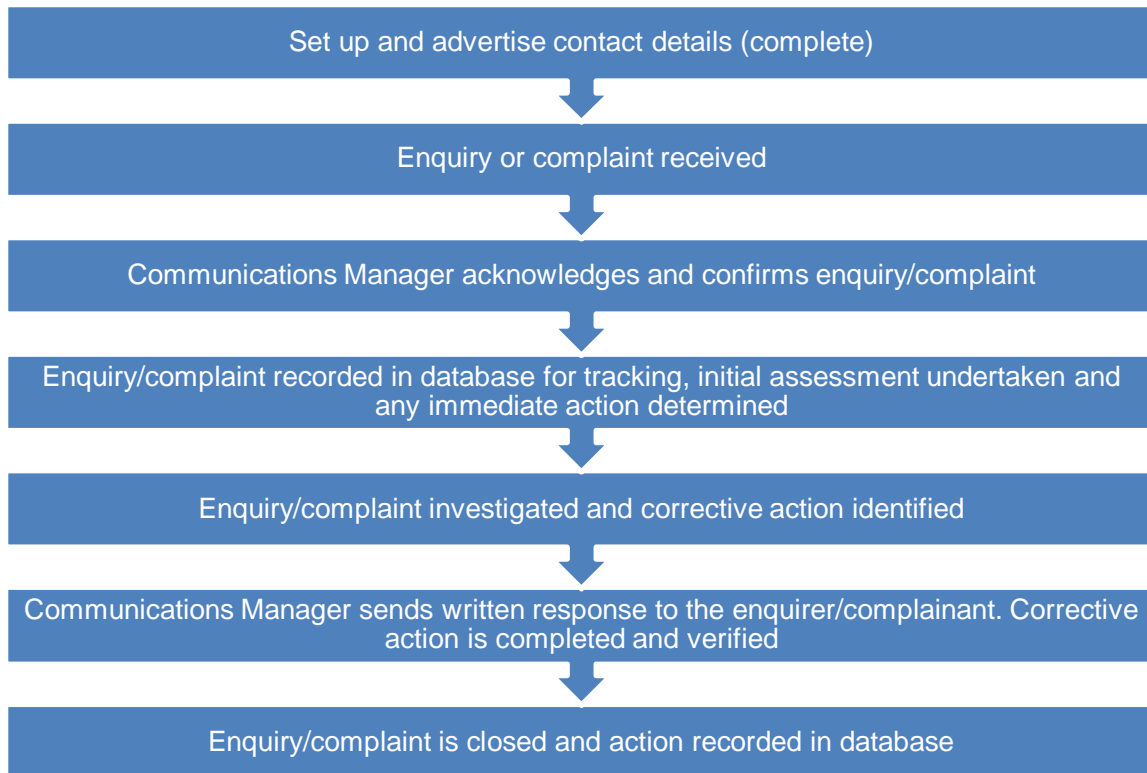 Set up and advertise contact details (complete)
Enquiry or complaint received
Communications Manager acknowledges and confirms enquiry/complaint
Enquiry/complaint recorded in database for tracking, initial assessment undertaken and
any immediate action determined
Enquiry/complaint investigated and corrective action identified
Communications Manager sends written response to the enquirer/complainant. Corrective
action is completed and verified
Enquiry/complaint is closed and action recorded in database